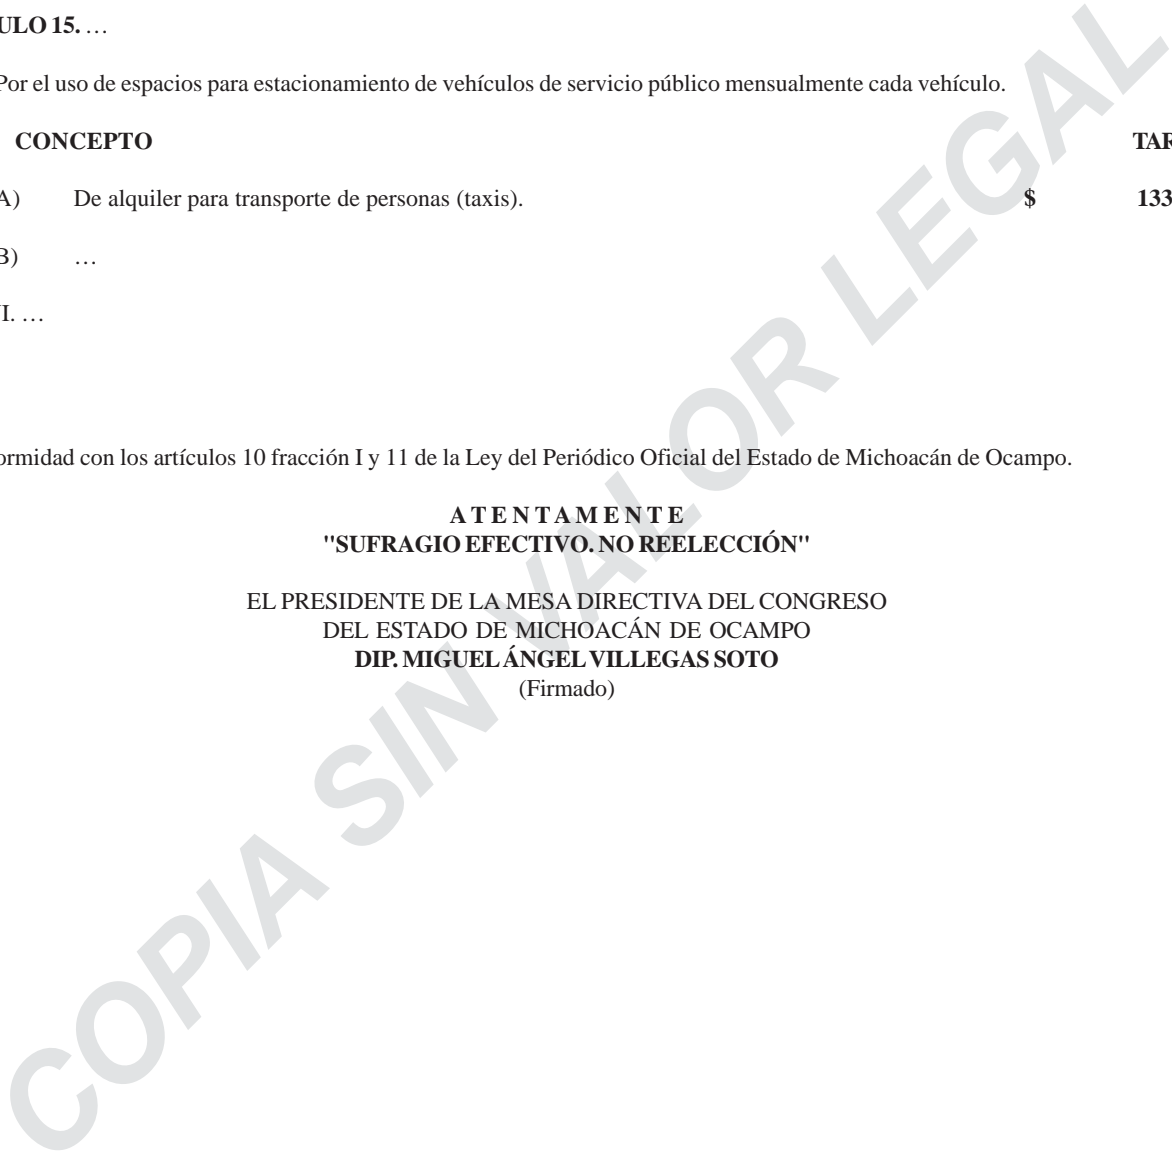 ULO 15. …
Por el uso de espacios para estacionamiento de vehículos de servicio público mensualmente cada vehículo.
CONCEPTO TAR
A) De alquiler para transporte de personas (taxis). $ 133
B) …
I. …
ormidad con los artículos 10 fracción I y 11 de la Ley del Periódico Oficial del Estado de Michoacán de Ocampo.
A T E N T A M E N T E
"SUFRAGIO EFECTIVO. NO REELECCIÓN"
EL PRESIDENTE DE LA MESA DIRECTIVA DEL CONGRESO
DEL ESTADO DE MICHOACÁN DE OCAMPO
DIP. MIGUEL ÁNGEL VILLEGAS SOTO
(Firmado)
COPIA SIN VALOR LEGAL